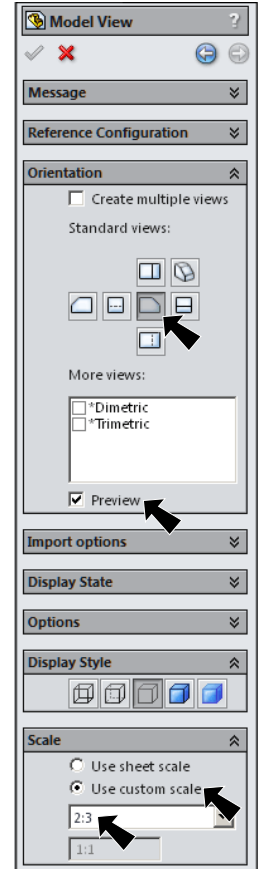 Model View ?
Message
Reference Configuration
Orientation
Create multiple views
Standard views:
More views:
*Dimetric
*Trimetric
Preview
Import options
Display State
Options
Display Style
Scale
Use sheet scale
Use custom scale
2:3
1:1